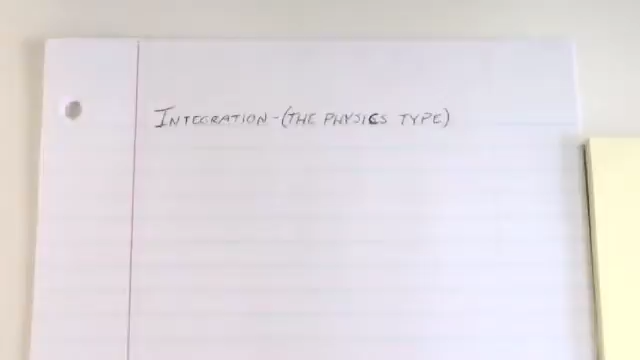 INTEGRATION - (THE PHYSICS TYPE)